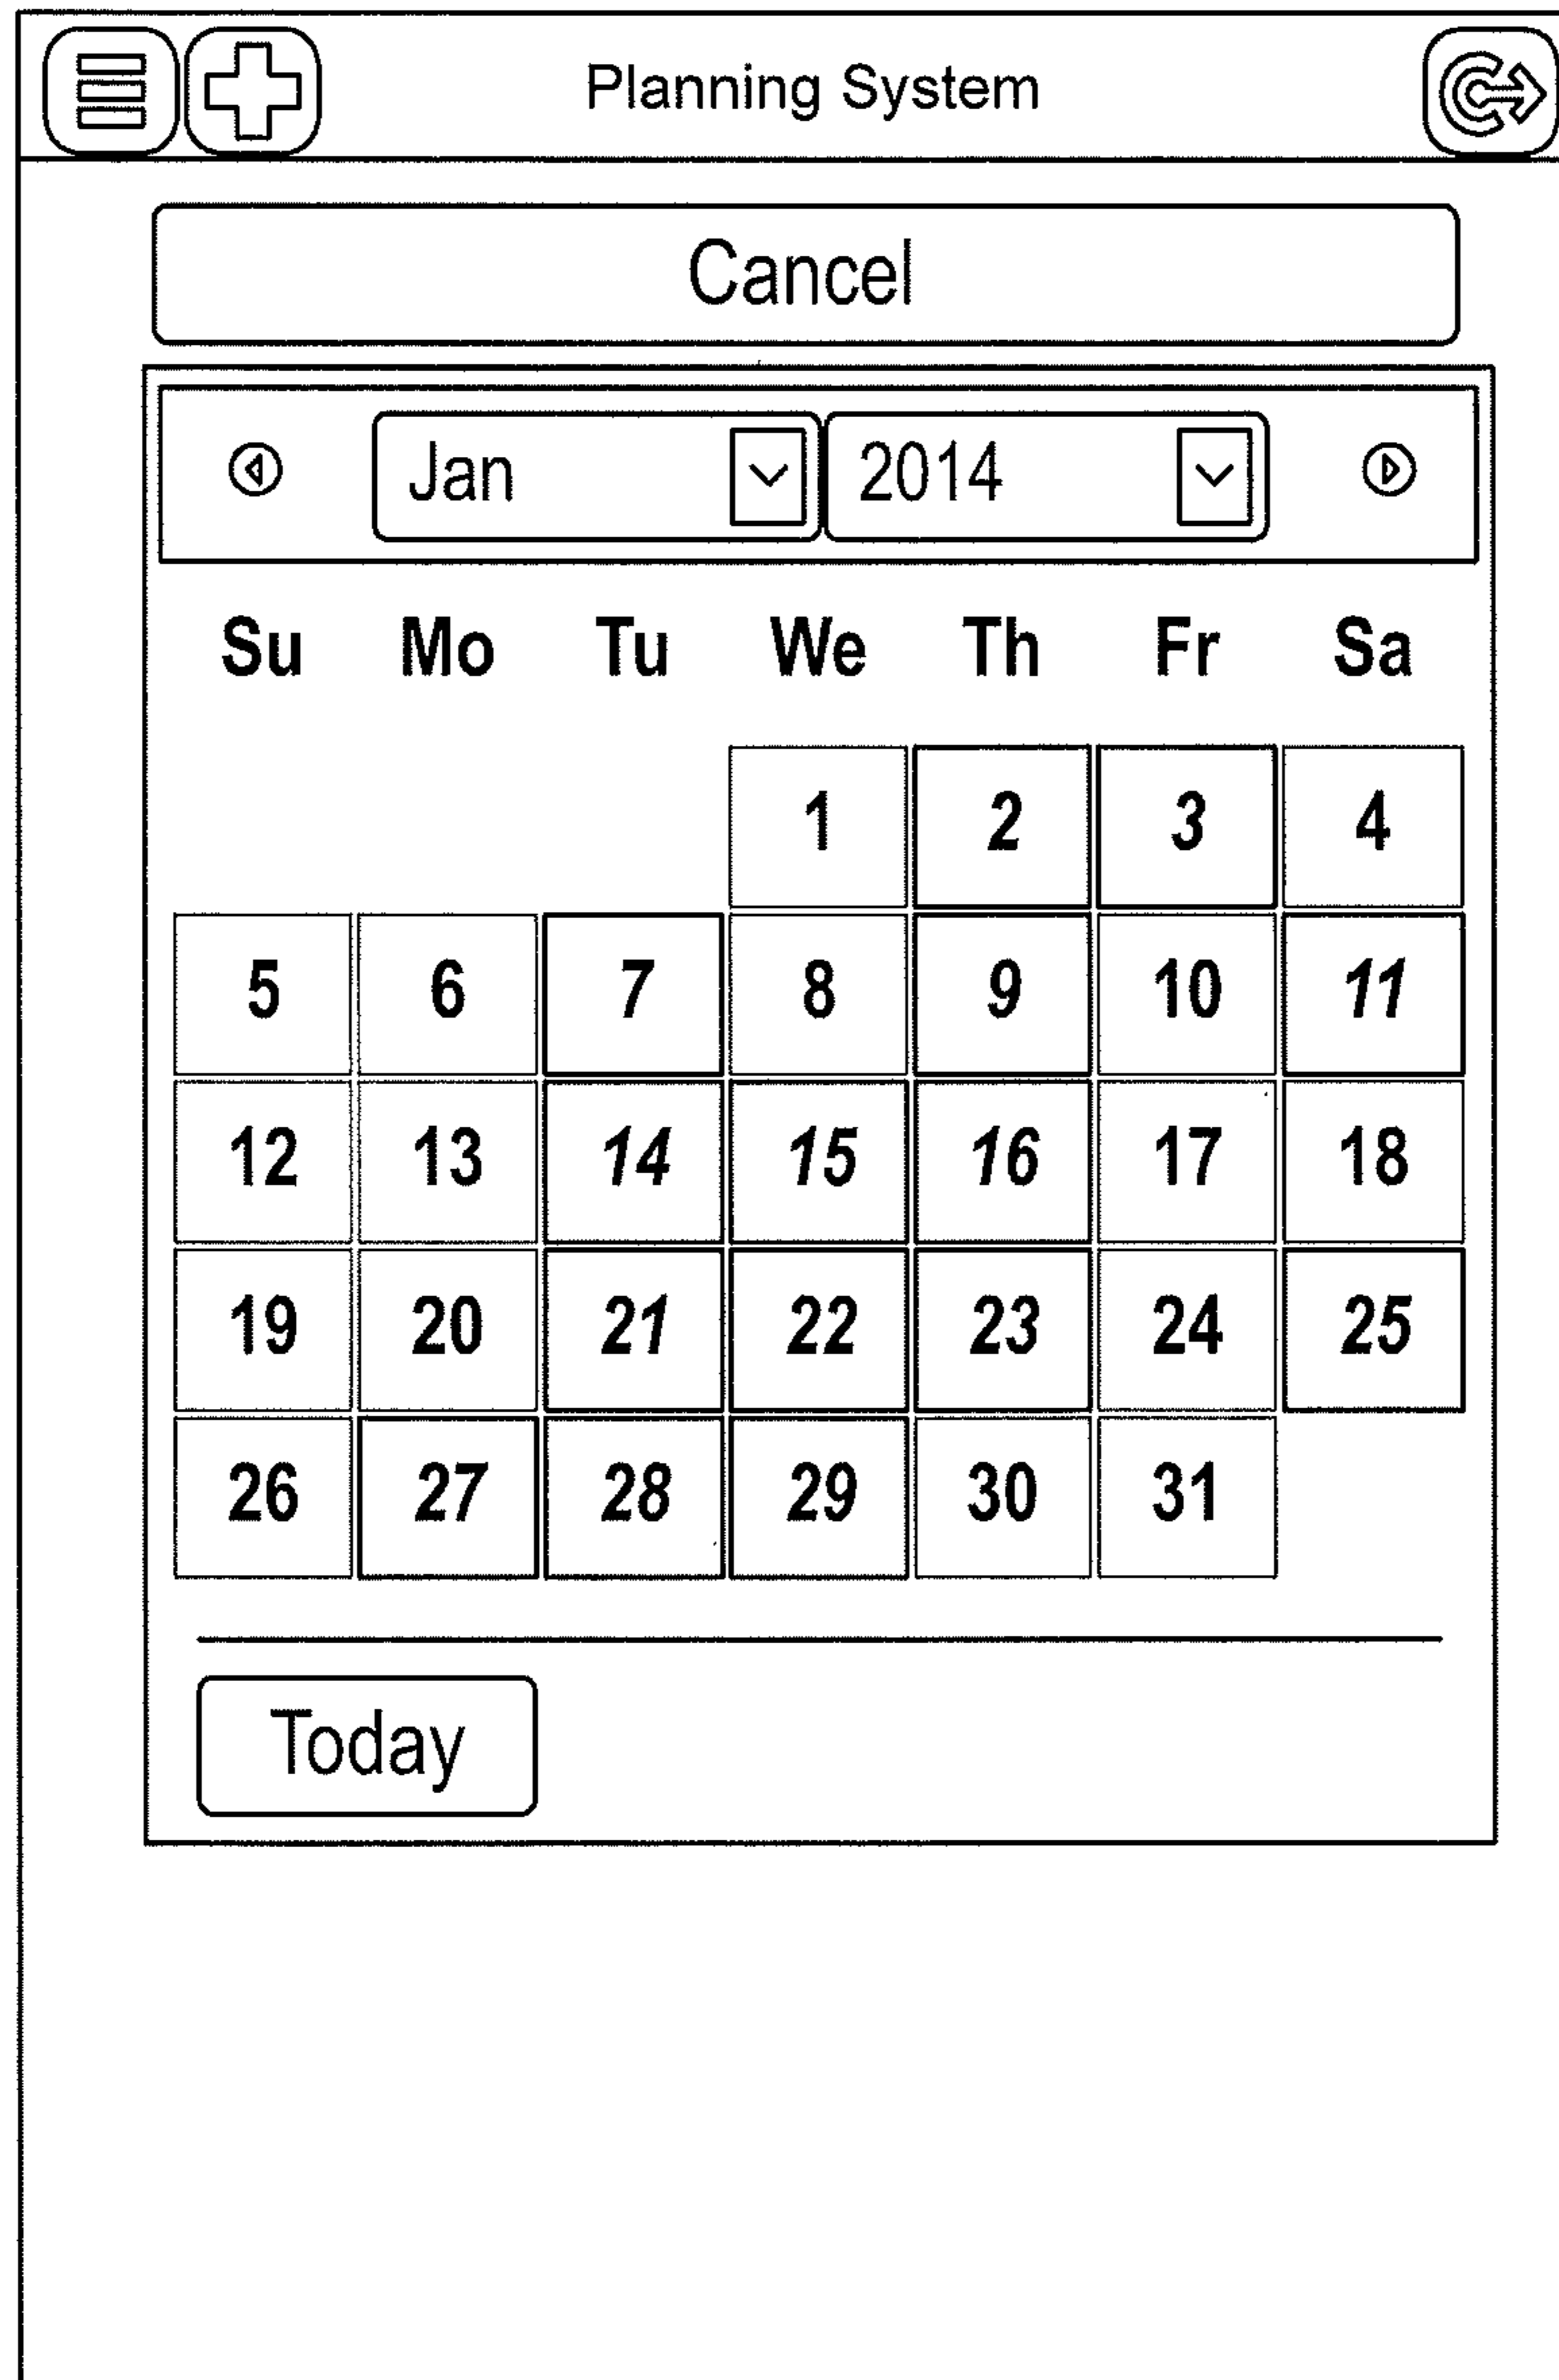 Planning System
Cancel
Jan 2014
Su Mo Tu We Th Fr Sa
1 2 3 4
5 6 7 8 9 10 11
12 13 14 15 16 17 18
19 20 21 22 23 24 25
26 27 28 29 30 31
Today